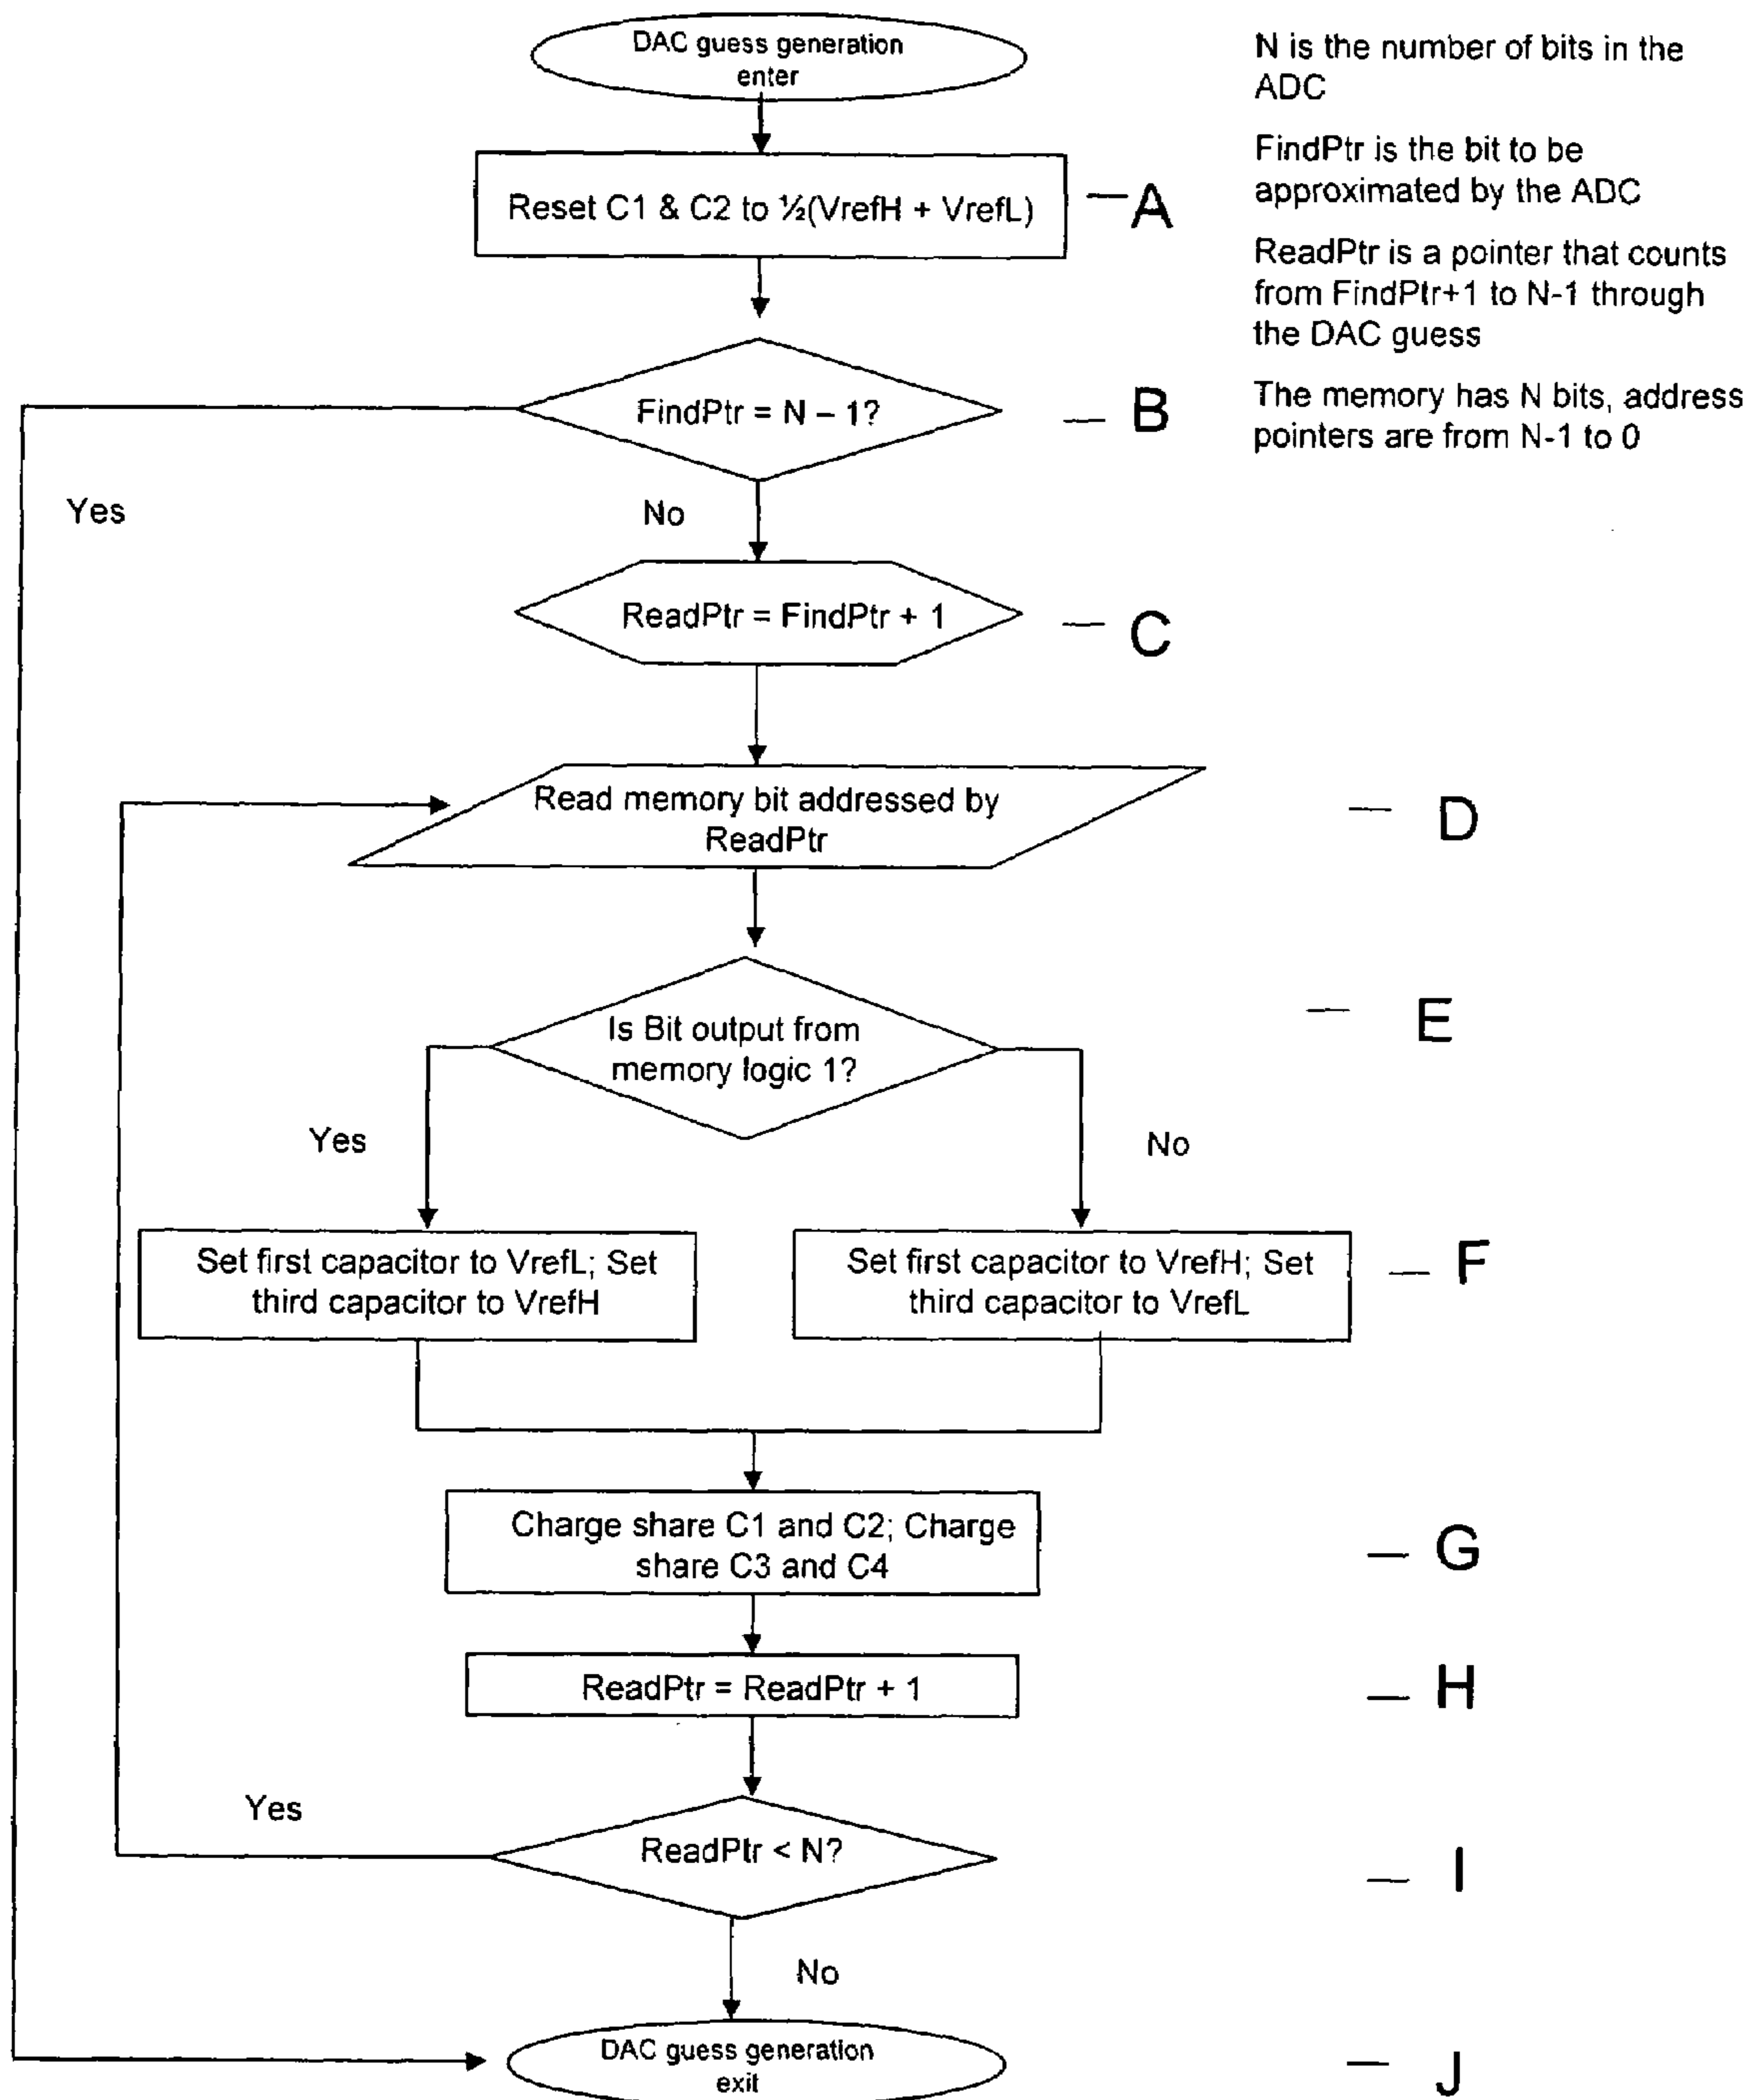 DAC guess generation
enter
N is the number of bits in the
ADC
FindPtr is the bit to be
approximated by the ADC
ReadPtr is a pointer that counts
from FindPtr+1 to N-1 through
the DAC guess
The memory has N bits, address
pointers are from N-1 to 0
Reset C1 & C2 to ½(VrefH + VrefL)
A
FindPtr = N – 1?
B
Yes
No
ReadPtr = FindPtr + 1
C
Read memory bit addressed by
ReadPtr
D
Is Bit output from
memory logic 1?
E
Yes
No
Set first capacitor to VrefL; Set
third capacitor to VrefH
Set first capacitor to VrefH; Set
third capacitor to VrefL
F
Charge share C1 and C2; Charge
share C3 and C4
G
ReadPtr = ReadPtr + 1
H
Yes
ReadPtr < N?
I
No
DAC guess generation
exit
J